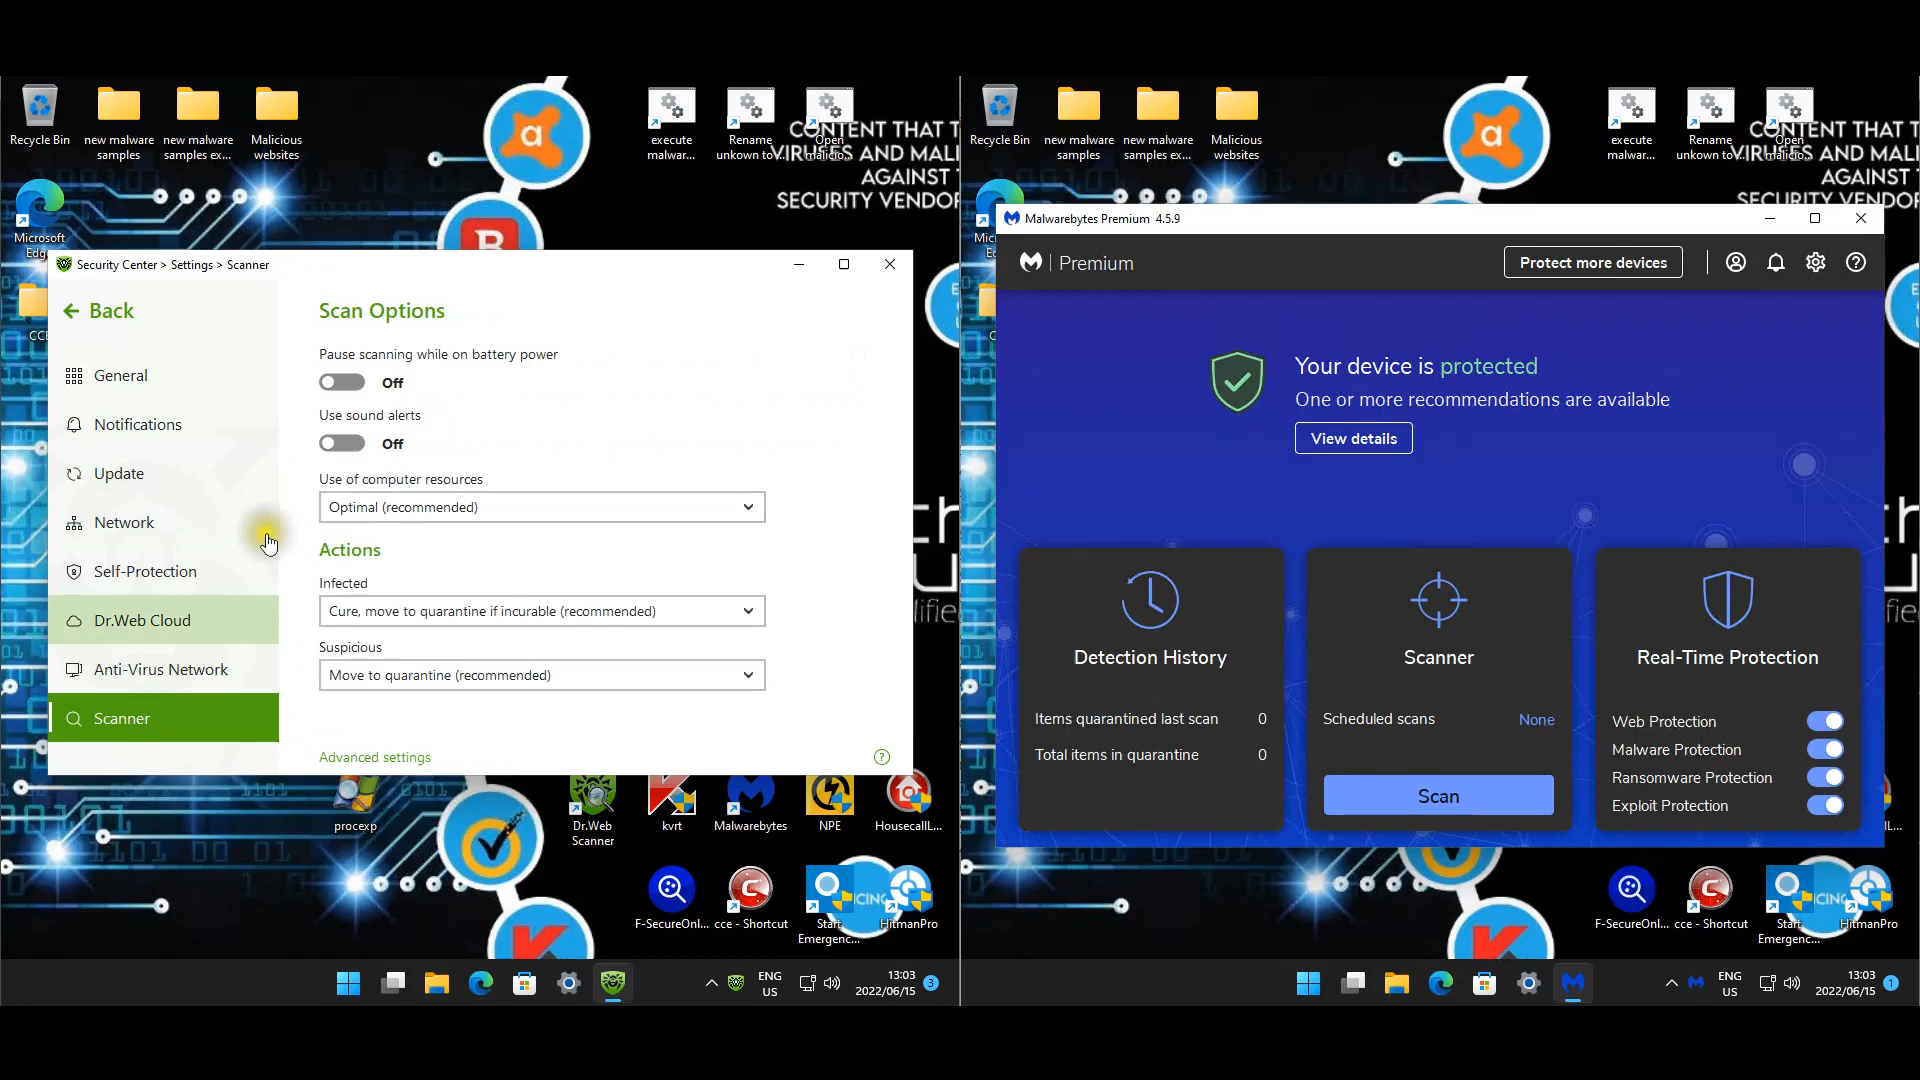 Recycle Bin
new malware samples
new malware samples ex...
Malicious websites
execute malwar...
Rename unkown to...
Open malicio...
CONTENT THAT T
VIRUSES AND MALI
AGAINST
SECURITY VENDOR
Microsoft Edge
Security Center > Settings > Scanner
Back
General
Notifications
Update
Network
Self-Protection
Dr.Web Cloud
Anti-Virus Network
Scanner
Scan Options
Pause scanning while on battery power
Off
Use sound alerts
Off
Use of computer resources
Optimal (recommended)
Actions
Infected
Cure, move to quarantine if incurable (recommended)
Suspicious
Move to quarantine (recommended)
Advanced settings
procexp
Dr.Web Scanner
kvrt
Malwarebytes
NPE
HousecallL...
F-SecureOnl...
cce - Shortcut
Start Emergenc...
HitmanPro
ENG
US
13:03
2022/06/15
3
Recycle Bin
new malware samples
new malware samples ex...
Malicious websites
execute malwar...
Rename unkown to...
Open malicio...
CONTENT THAT T
VIRUSES AND MALI
AGAINST
SECURITY VENDOR
Malwarebytes Premium 4.5.9
Premium
Protect more devices
Your device is protected
One or more recommendations are available
View details
Detection History
Items quarantined last scan 0
Total items in quarantine 0
Scanner
Scheduled scans None
Scan
Real-Time Protection
Web Protection
Malware Protection
Ransomware Protection
Exploit Protection
F-SecureOnl...
cce - Shortcut
Start Emergenc...
HitmanPro
ENG
US
13:03
2022/06/15
1